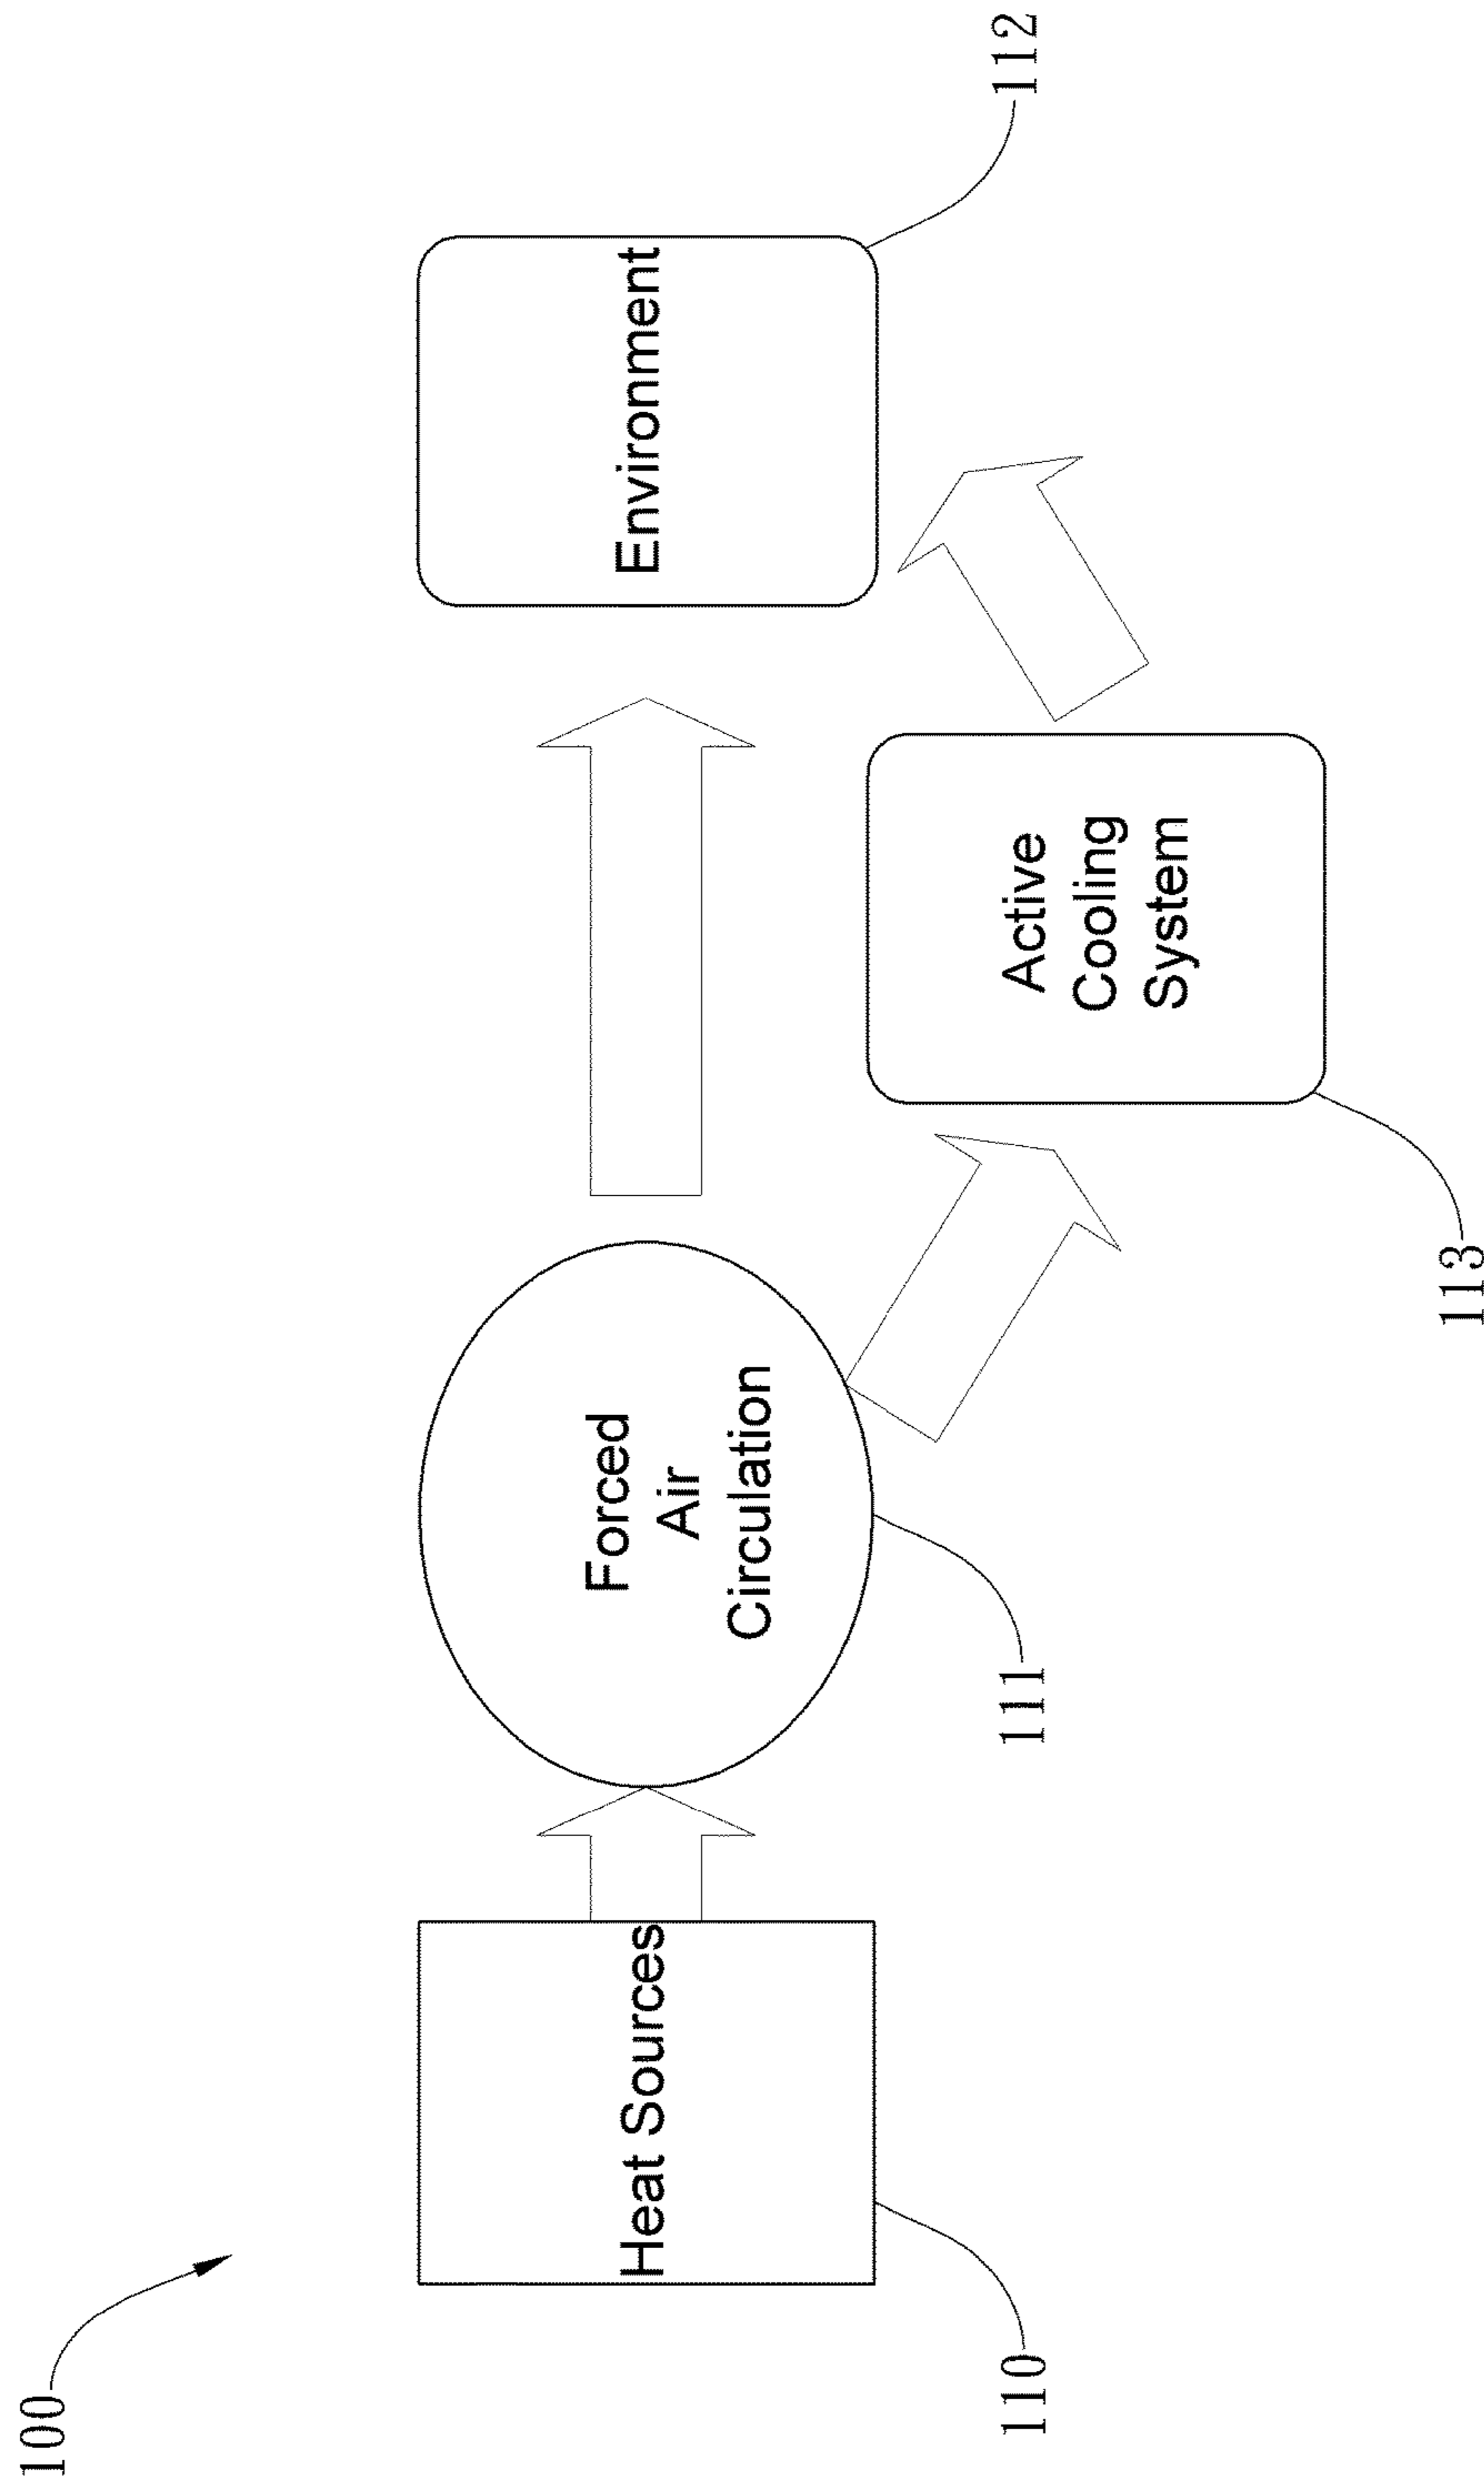 100
Heat Sources
110
Forced
Air
Circulation
111
Active
Cooling
System
113
Environment
112